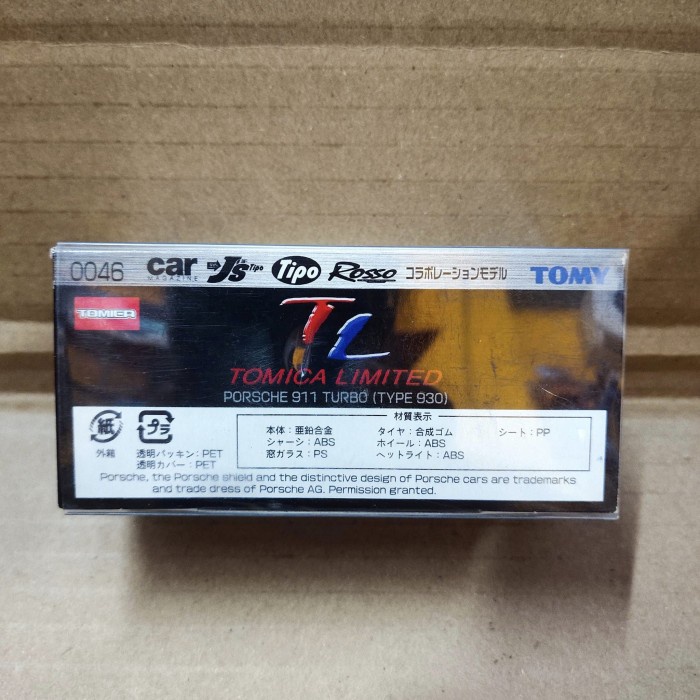 0046 car MAGAZINE J's Tipo Tipo Rosso コラボレーションモデル TOMY
TOMIER
TL
TOMICA LIMITED
PORSCHE 911 TURBO (TYPE 930)
材質表示
紙 プラ 本体：亜鉛合金 タイヤ：合成ゴム シート：PP
外箱 透明パッキン：PET シャーシ：ABS ホイール：ABS
透明カバー：PET 窓ガラス：PS ヘッドライト：ABS
Porsche, the Porsche shield and the distinctive design of Porsche cars are trademarks
and trade dress of Porsche AG. Permission granted.